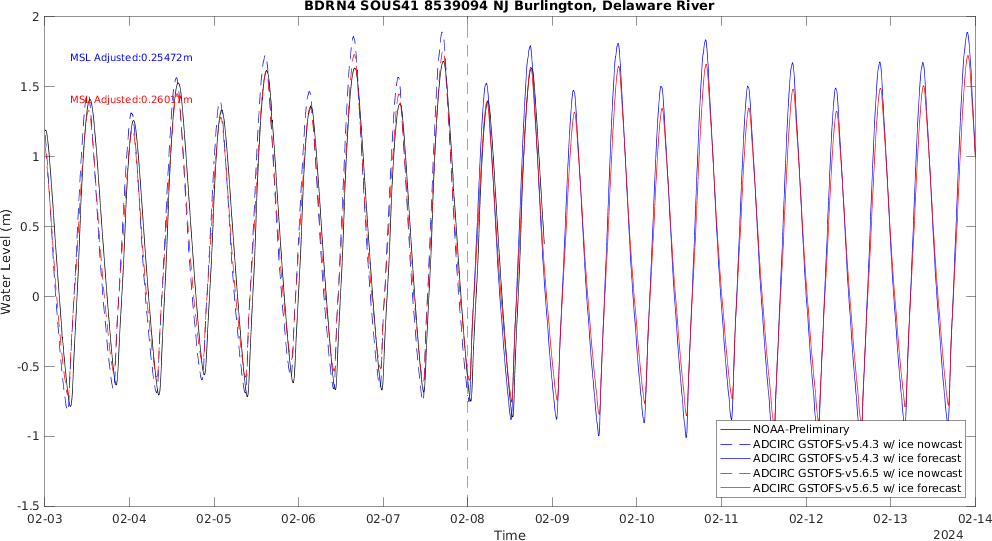 BDRN4 SOUS41 8539094 NJ Burlington, Delaware River
2
1.5
1
0.5
0
-0.5
-1
-1.5
Water Level (m)
MSL Adjusted:0.25472m
MSL Adjusted:0.26017m
NOAA-Preliminary
ADCIRC GSTOFS-v5.4.3 w/ ice nowcast
ADCIRC GSTOFS-v5.4.3 w/ ice forecast
ADCIRC GSTOFS-v5.6.5 w/ ice nowcast
ADCIRC GSTOFS-v5.6.5 w/ ice forecast
02-03 02-04 02-05 02-06 02-07 02-08 02-09 02-10 02-11 02-12 02-13 02-14
Time
2024